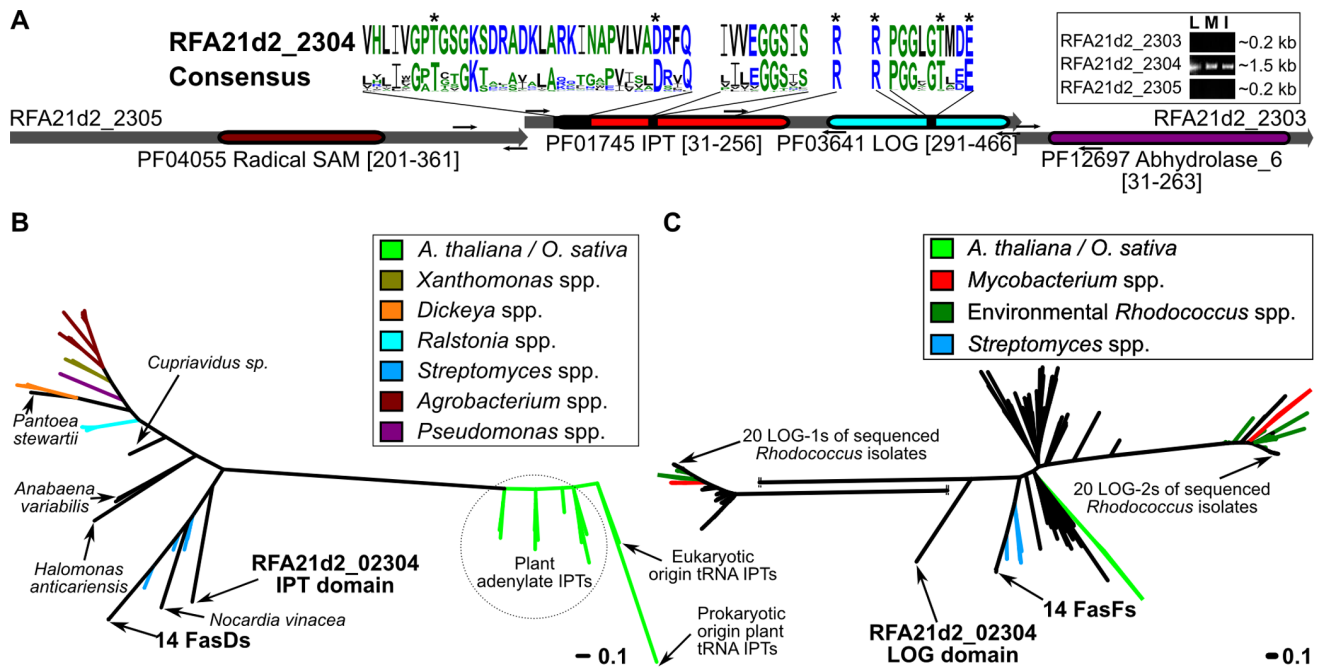 A
* * * * * *
RFA21d2_2304 VHLIVGPTGSGKSDRADKLARKINAPVLVADRFQ IVVEGGSIS R R PGGLGTMDE
Consensus
L M I
RFA21d2_2303 ~0.2 kb
RFA21d2_2304 ~1.5 kb
RFA21d2_2305 ~0.2 kb
RFA21d2_2305
RFA21d2_2303
PF04055 Radical SAM [201-361]
PF01745 IPT [31-256]
PF03641 LOG [291-466]
PF12697 Abhydrolase_6
[31-263]
B
A. thaliana / O. sativa
Xanthomonas spp.
Dickeya spp.
Ralstonia spp.
Streptomyces spp.
Agrobacterium spp.
Pseudomonas spp.
Cupriavidus sp.
Pantoea
stewartii
Anabaena
variabilis
Halomonas
anticariensis
RFA21d2_02304
IPT domain
Nocardia vinacea
14 FasDs
Plant
adenylate IPTs
Eukaryotic
origin tRNA IPTs
Prokaryotic
origin plant
tRNA IPTs
0.1
C
A. thaliana / O. sativa
Mycobacterium spp.
Environmental Rhodococcus spp.
Streptomyces spp.
20 LOG-1s of sequenced
Rhodococcus isolates
20 LOG-2s of sequenced
Rhodococcus isolates
14 FasFs
RFA21d2_02304
LOG domain
0.1